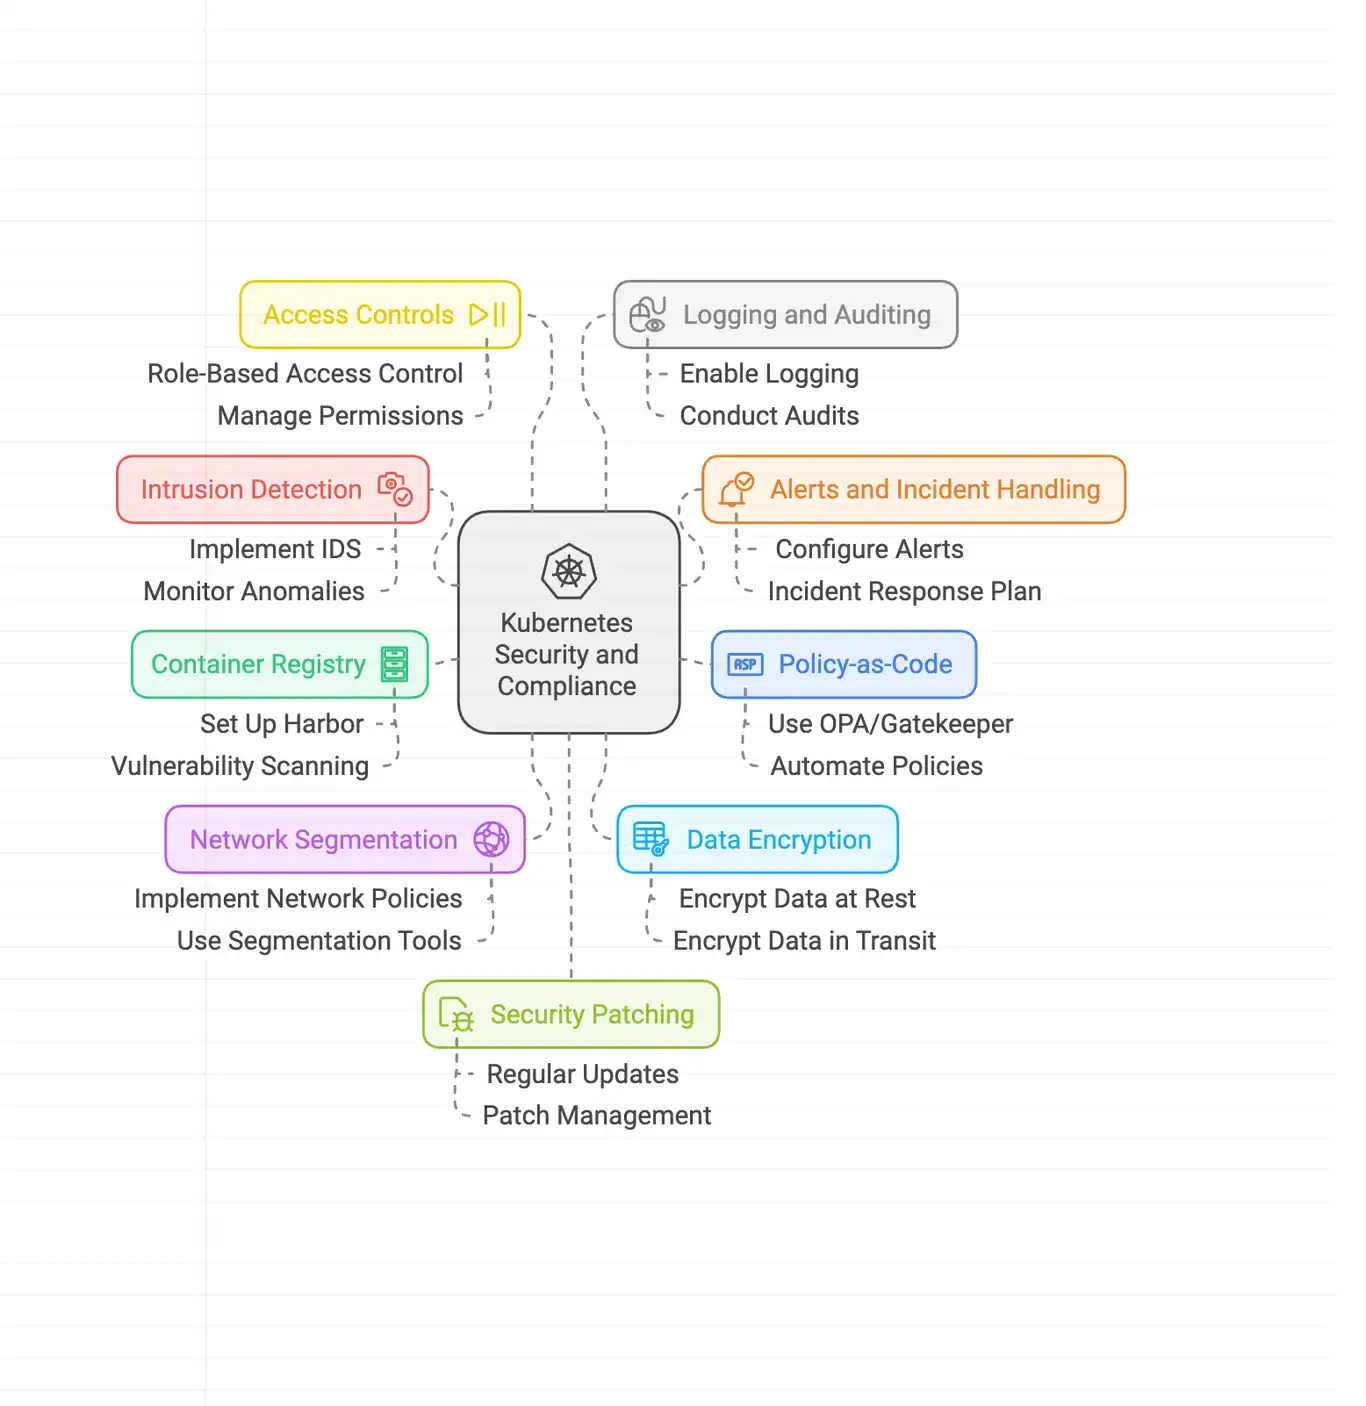 Access Controls
Role-Based Access Control
Manage Permissions
Logging and Auditing
Enable Logging
Conduct Audits
Intrusion Detection
Implement IDS
Monitor Anomalies
Alerts and Incident Handling
Configure Alerts
Incident Response Plan
Kubernetes
Security and
Compliance
Container Registry
Set Up Harbor
Vulnerability Scanning
ASP
Policy-as-Code
Use OPA/Gatekeeper
Automate Policies
Network Segmentation
Implement Network Policies
Use Segmentation Tools
Data Encryption
Encrypt Data at Rest
Encrypt Data in Transit
Security Patching
Regular Updates
Patch Management